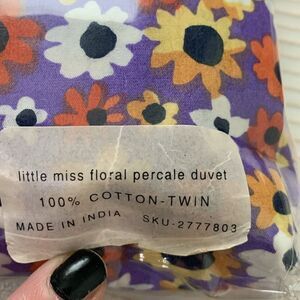 little miss floral percale duvet
100% COTTON-TWIN
MADE IN INDIA SKU-2777803